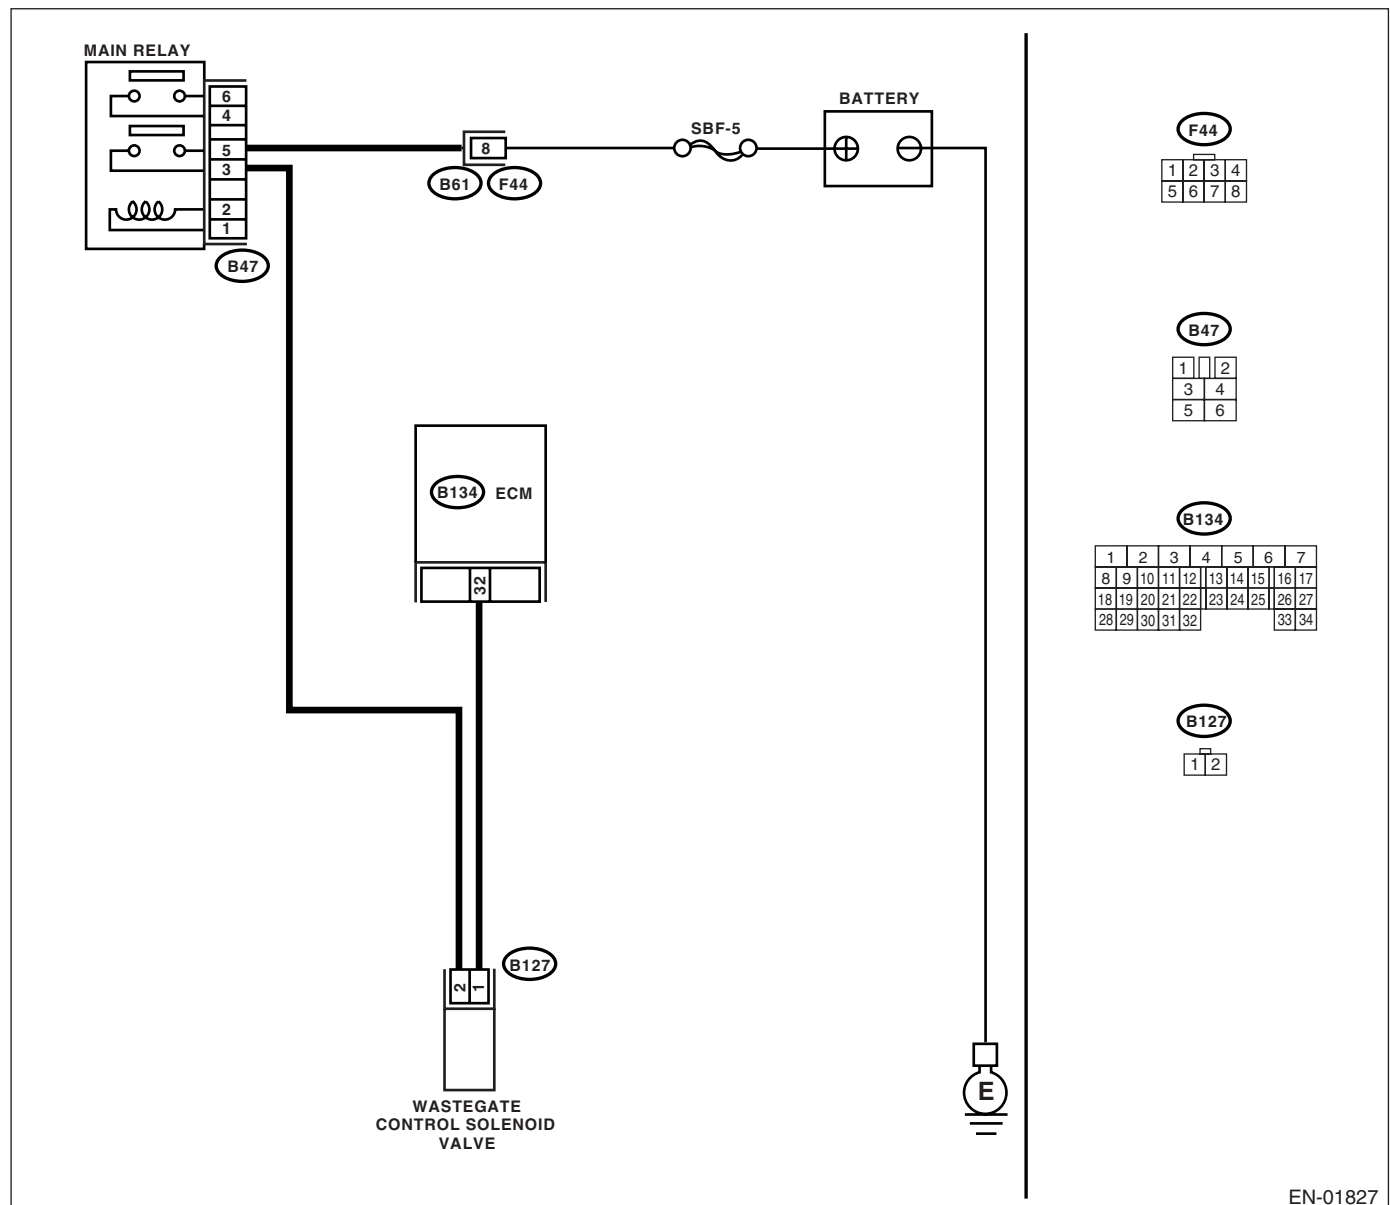 MAIN RELAY
6
4
5
3
2
1
B47
8
B61 F44
SBF-5
BATTERY
B134 ECM
32
B127
2 1
WASTEGATE
CONTROL SOLENOID
VALVE
E
F44
1 2 3 4
5 6 7 8
B47
1 2
3 4
5 6
B134
1 2 3 4 5 6 7
8 9 10 11 12 13 14 15 16 17
18 19 20 21 22 23 24 25 26 27
28 29 30 31 32 33 34
B127
1 2
EN-01827